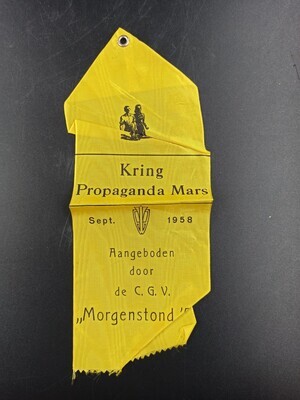 Kring
Propaganda Mars
Sept. 1958
Aangeboden
door
de C. G. V.
„Morgenstond